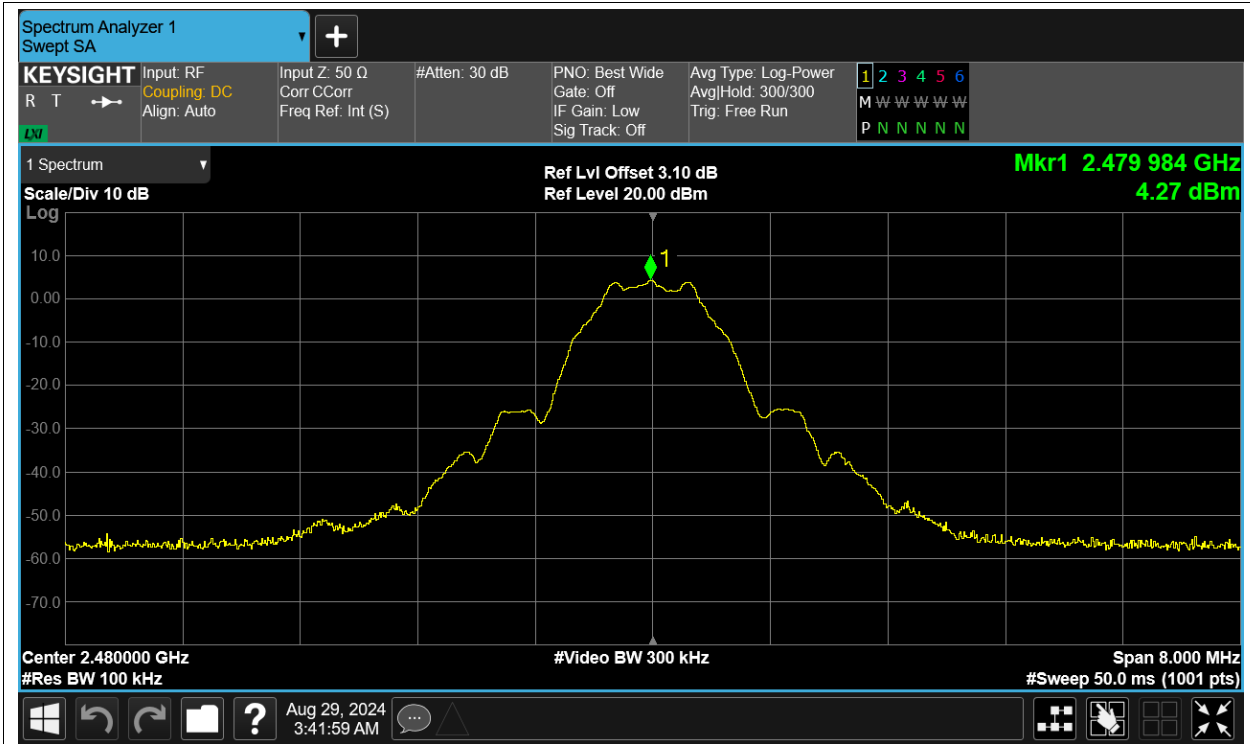 Spectrum Analyzer 1
Swept SA
KEYSIGHT
R T
LXI
Input: RF
Coupling: DC
Align: Auto
Input Z: 50 Ω
Corr CCorr
Freq Ref: Int (S)
#Atten: 30 dB
PNO: Best Wide
Gate: Off
IF Gain: Low
Sig Track: Off
Avg Type: Log-Power
Avg|Hold: 300/300
Trig: Free Run
1 2 3 4 5 6
M W W W W W
P N N N N N
1 Spectrum
Scale/Div 10 dB
Log
Ref Lvl Offset 3.10 dB
Ref Level 20.00 dBm
Mkr1 2.479 984 GHz
4.27 dBm
1
10.0
0.00
-10.0
-20.0
-30.0
-40.0
-50.0
-60.0
-70.0
Center 2.480000 GHz
#Video BW 300 kHz
Span 8.000 MHz
#Res BW 100 kHz
#Sweep 50.0 ms (1001 pts)
?
Aug 29, 2024
3:41:59 AM